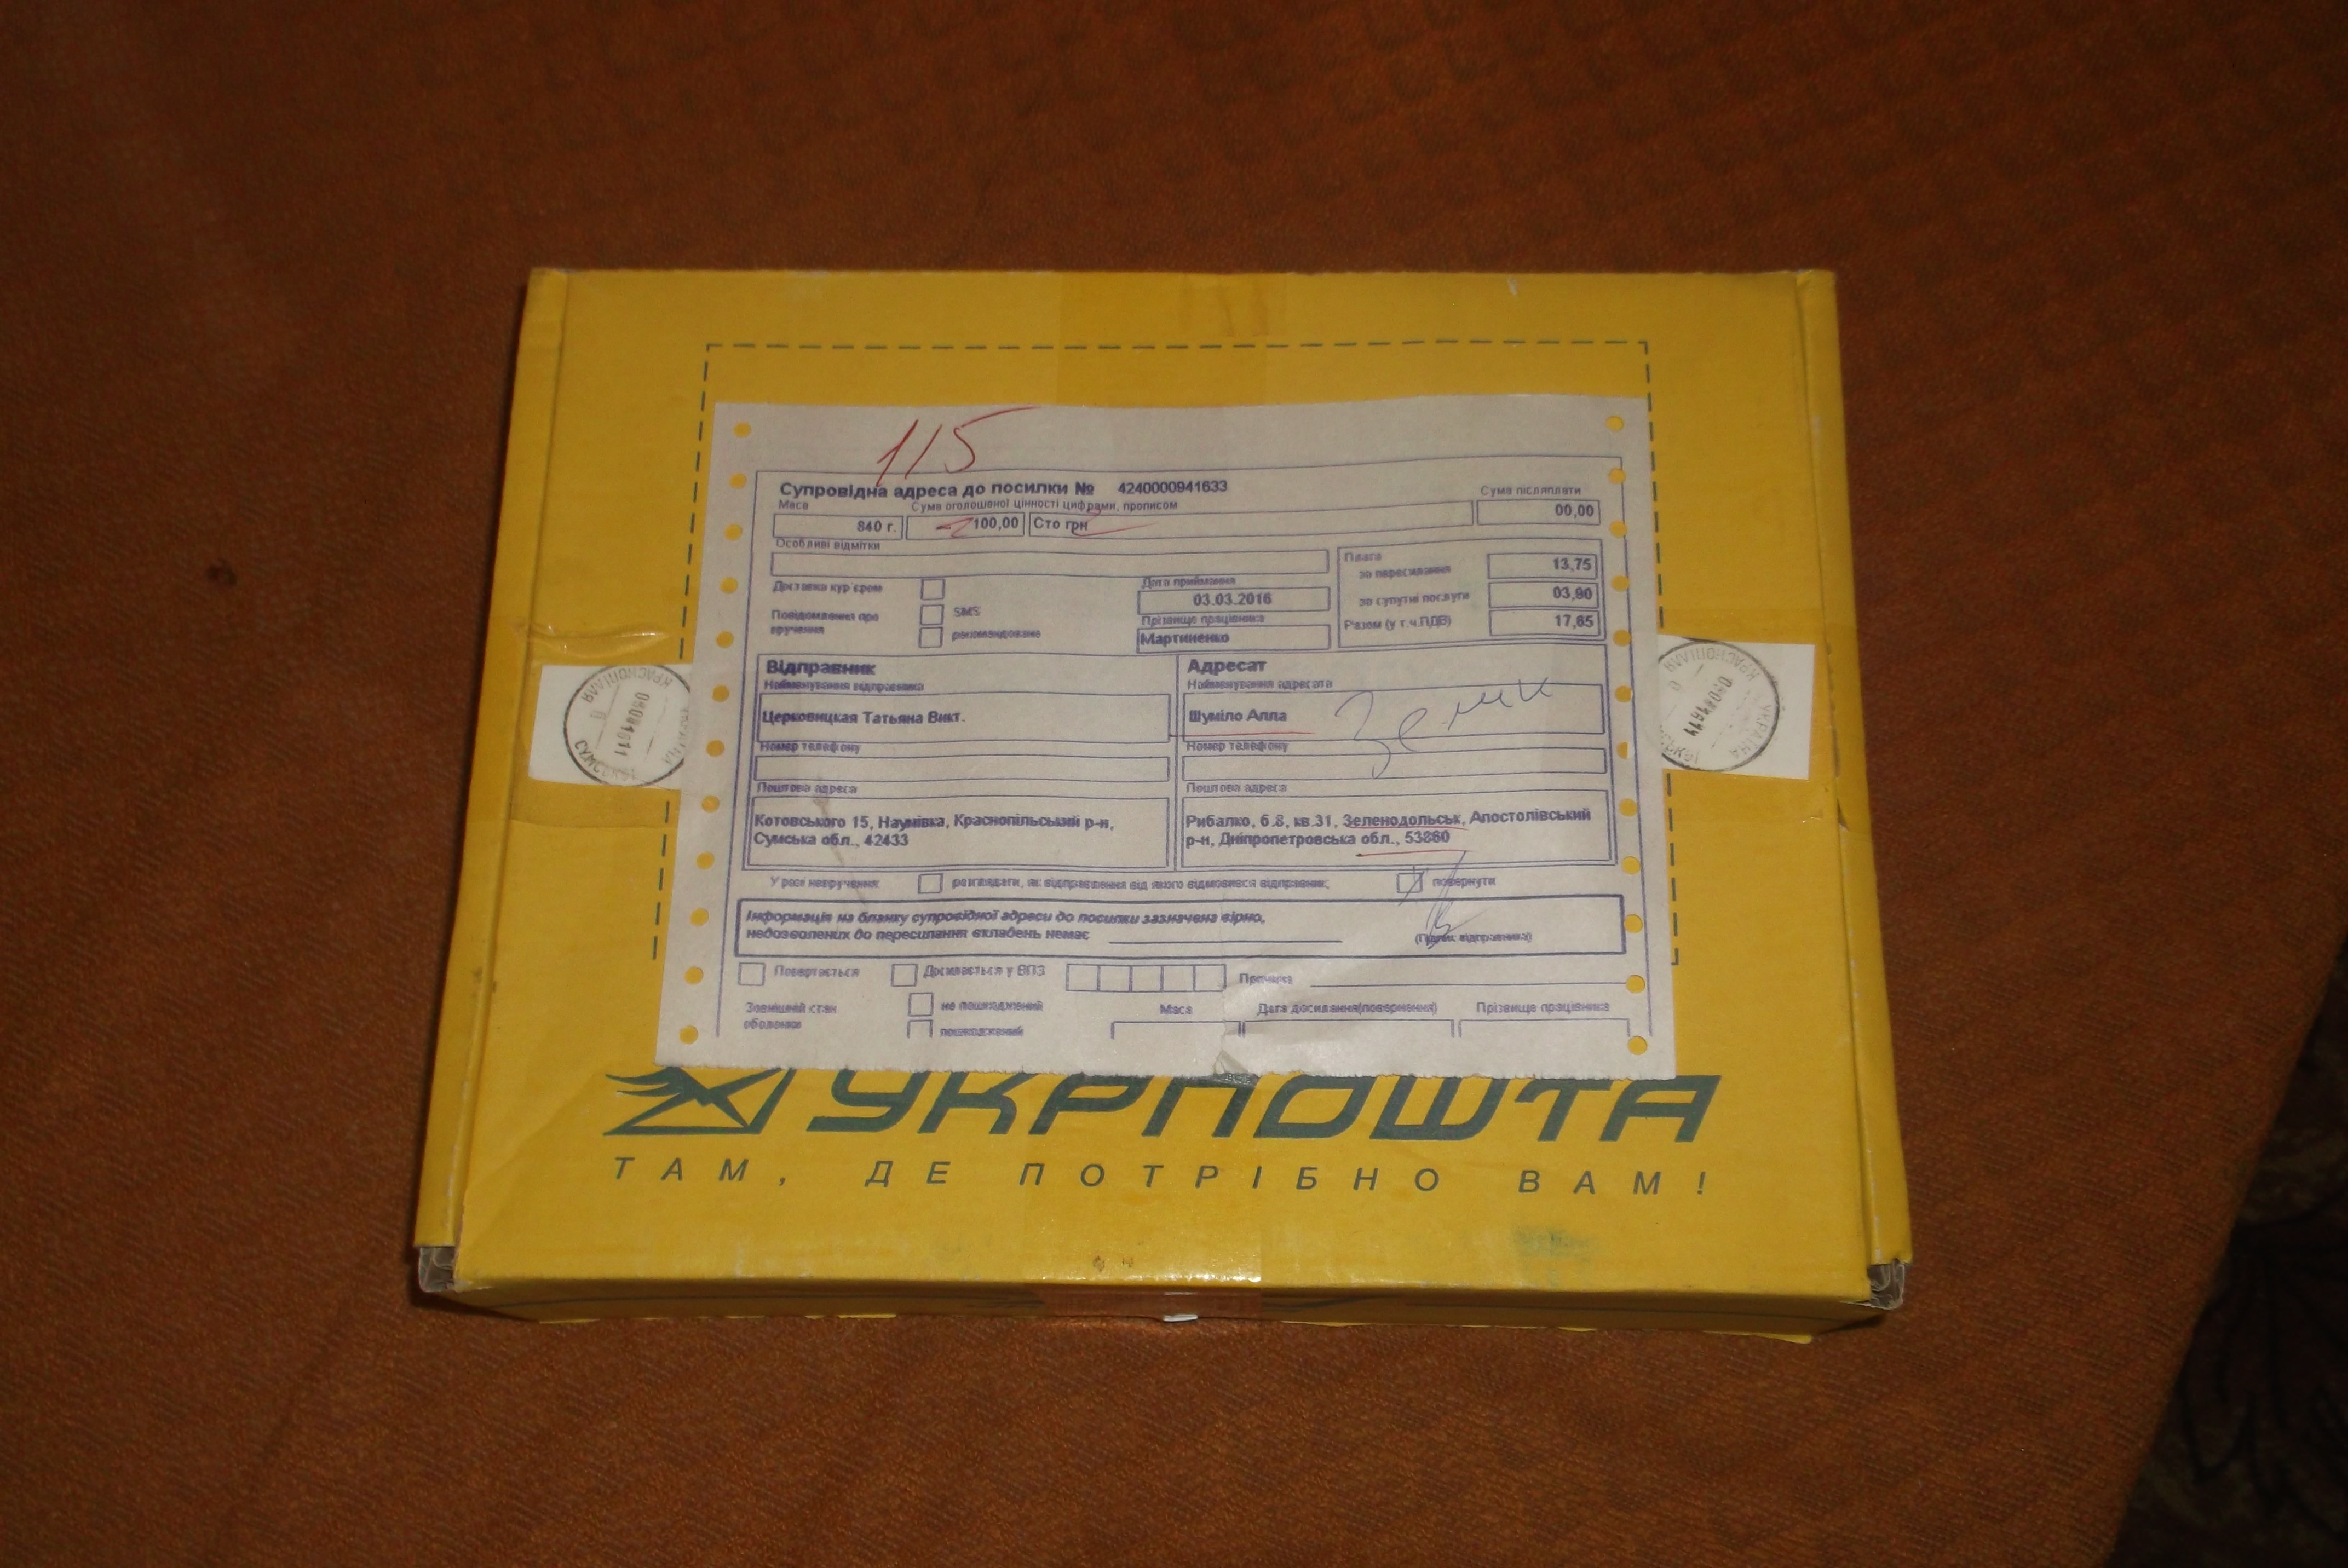 115
Супровідна адреса до посилки № 4240000941633
Маса Сума оголошеної цінності цифрами, прописом Сума післяплати
840 г. 100,00 Сто грн 00,00
Особливі відмітки
Плата
за пересилання 13,75
Доставка кур'єром Дата приймання
03.03.2016 за супутні послуги 03,90
Повідомлення про вручення SMS Прізвище працівника
рекомендоване Мартиненко Разом (у т.ч.ПДВ) 17,65
Відправник Адресат
Найменування відправника Найменування адресата
Церковицкая Татьяна Викт. Шуміло Алла
Номер телефону Номер телефону
Поштова адреса Поштова адреса
Котовського 15, Наумівка, Краснопільський р-н, Рибалко, б.8, кв.31, Зеленодольськ, Апостолівський
Сумська обл., 42433 р-н, Дніпропетровська обл., 53860
У разі невручення: розглядати, як відправлення від якого відмовився відправник; повернути
Інформація на бланку супровідної адреси до посилки зазначена вірно,
недозволених до пересилання вкладень немає (Підпис відправника)
Повертається Досилається у ВПЗ Причина
Зовнішній стан не пошкоджений Маса Дата досилання(повернення) Прізвище працівника
оболонки пошкоджений
УКРПОШТА
ТАМ, ДЕ ПОТРІБНО ВАМ!